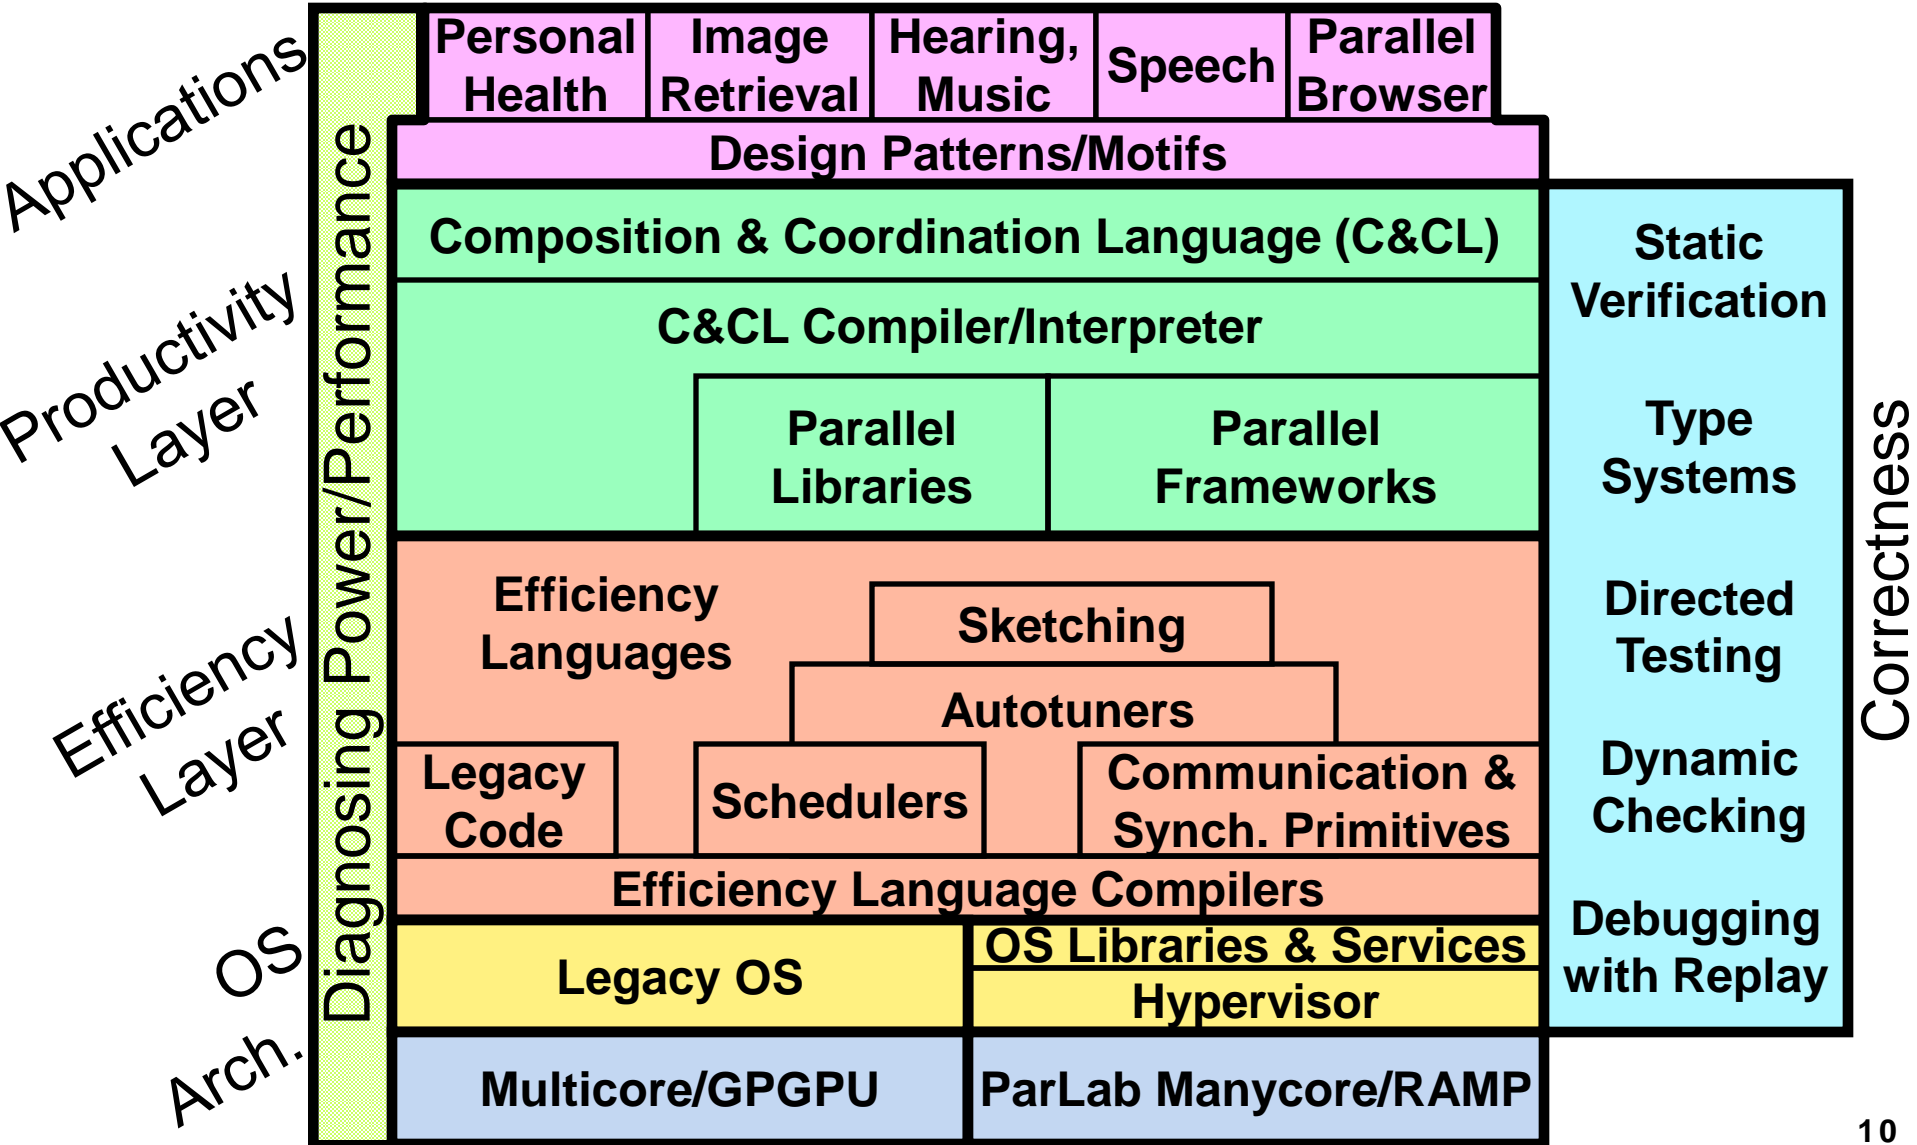 Applications
Personal
Health
Image
Retrieval
Hearing,
Music
Speech
Parallel
Browser
Design Patterns/Motifs
Productivity
Layer
Composition & Coordination Language (C&CL)
C&CL Compiler/Interpreter
Parallel
Libraries
Parallel
Frameworks
Efficiency
Layer
Efficiency
Languages
Sketching
Autotuners
Legacy
Code
Schedulers
Communication &
Synch. Primitives
Efficiency Language Compilers
OS
Legacy OS
OS Libraries & Services
Hypervisor
Arch.
Multicore/GPGPU
ParLab Manycore/RAMP
Diagnosing Power/Performance
Static
Verification
Type
Systems
Directed
Testing
Dynamic
Checking
Debugging
with Replay
Correctness
10